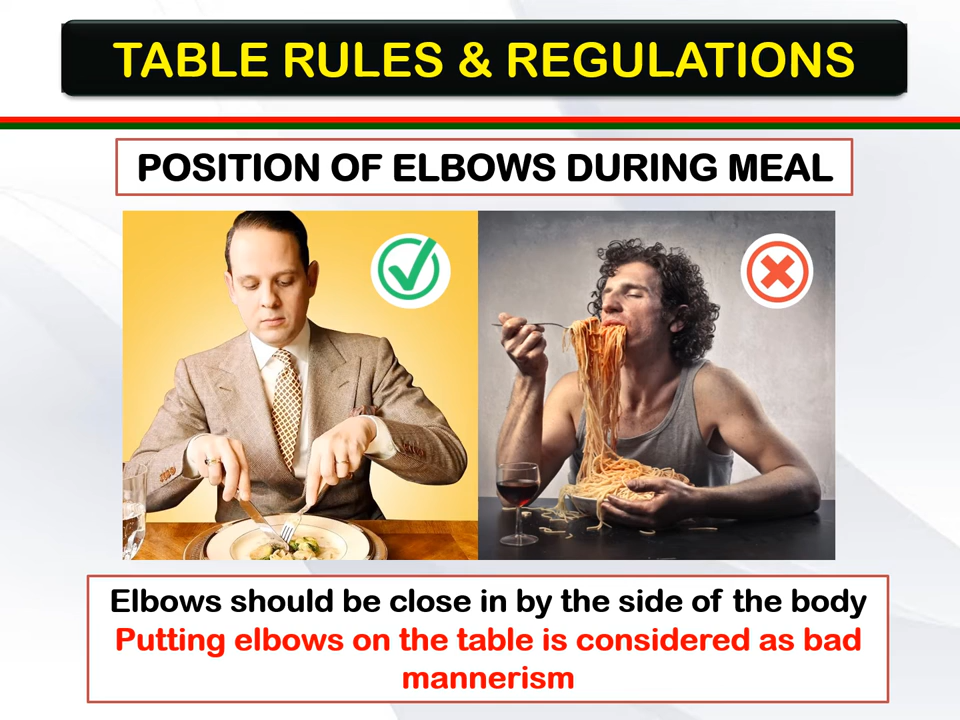 TABLE RULES & REGULATIONS
POSITION OF ELBOWS DURING MEAL
Elbows should be close in by the side of the body
Putting elbows on the table is considered as bad
mannerism